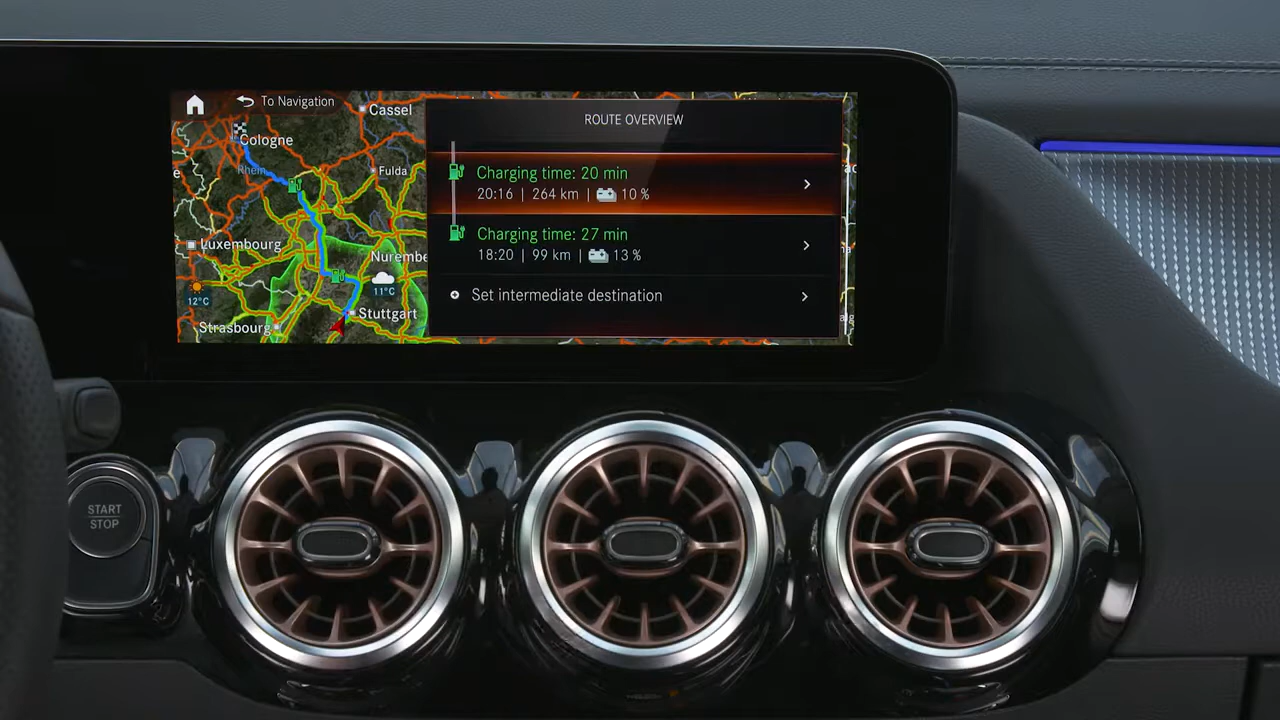 To Navigation
Cassel
Cologne
Rhein
Fulda
Luxembourg
Nurembe
11°C
12°C
Stuttgart
Strasbourg
ROUTE OVERVIEW
Charging time: 20 min
20:16 | 264 km | 10 %
Charging time: 27 min
18:20 | 99 km | 13 %
Set intermediate destination
START
STOP